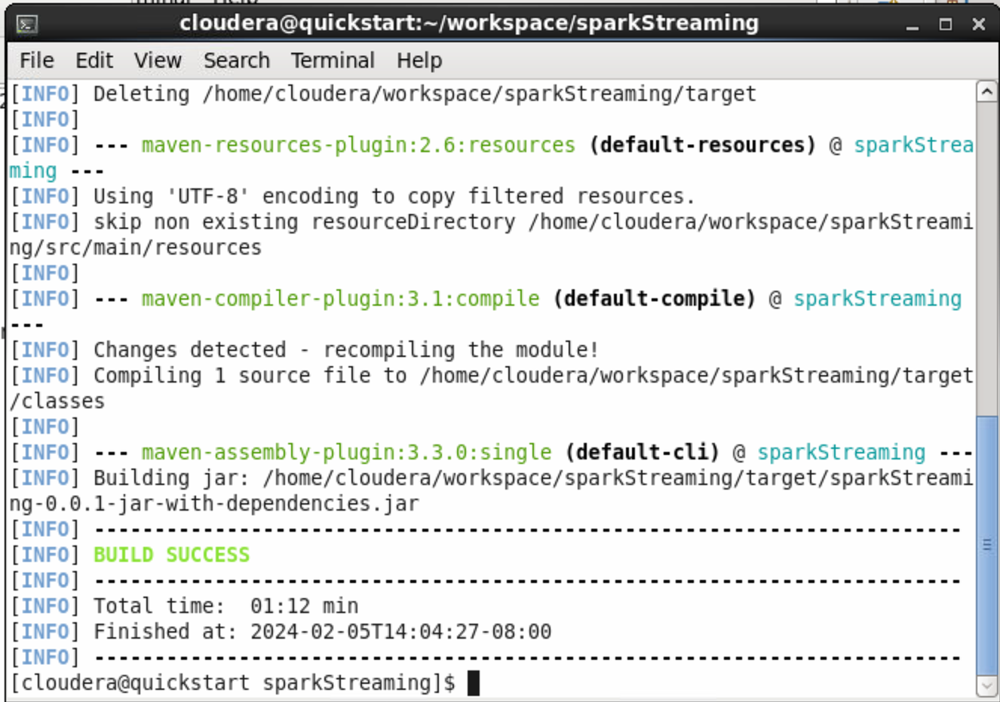 cloudera@quickstart:~/workspace/sparkStreaming
File Edit View Search Terminal Help
[INFO] Deleting /home/cloudera/workspace/sparkStreaming/target
[INFO]
[INFO] --- maven-resources-plugin:2.6:resources (default-resources) @ sparkStrea
ming ---
[INFO] Using 'UTF-8' encoding to copy filtered resources.
[INFO] skip non existing resourceDirectory /home/cloudera/workspace/sparkStreami
ng/src/main/resources
[INFO]
[INFO] --- maven-compiler-plugin:3.1:compile (default-compile) @ sparkStreaming
---
[INFO] Changes detected - recompiling the module!
[INFO] Compiling 1 source file to /home/cloudera/workspace/sparkStreaming/target
/classes
[INFO]
[INFO] --- maven-assembly-plugin:3.3.0:single (default-cli) @ sparkStreaming ---
[INFO] Building jar: /home/cloudera/workspace/sparkStreaming/target/sparkStreami
ng-0.0.1-jar-with-dependencies.jar
[INFO] ------------------------------------------------------------------------
[INFO] BUILD SUCCESS
[INFO] ------------------------------------------------------------------------
[INFO] Total time:  01:12 min
[INFO] Finished at: 2024-02-05T14:04:27-08:00
[INFO] ------------------------------------------------------------------------
[cloudera@quickstart sparkStreaming]$